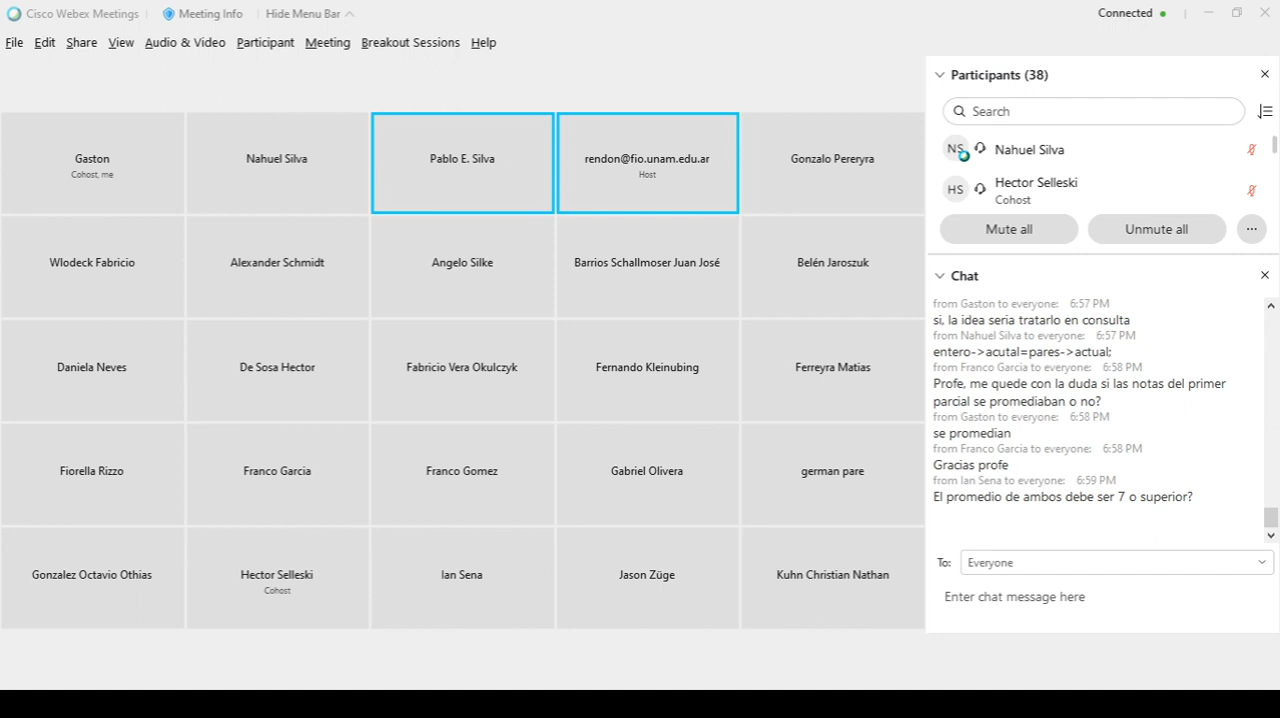 Cisco Webex Meetings
Meeting Info
Hide Menu Bar
Connected
File Edit Share View Audio & Video Participant Meeting Breakout Sessions Help
Gaston
Cohost, me
Nahuel Silva
Pablo E. Silva
rendon@fio.unam.edu.ar
Host
Gonzalo Pereryra
Wlodeck Fabricio
Alexander Schmidt
Angelo Silke
Barrios Schallmoser Juan José
Belén Jaroszuk
Daniela Neves
De Sosa Hector
Fabricio Vera Okulczyk
Fernando Kleinubing
Ferreyra Matias
Fiorella Rizzo
Franco Garcia
Franco Gomez
Gabriel Olivera
german pare
Gonzalez Octavio Othias
Hector Selleski
Cohost
Ian Sena
Jason Züge
Kuhn Christian Nathan
Participants (38)
Search
NS Nahuel Silva
HS Hector Selleski
Cohost
Mute all
Unmute all
...
Chat
from Gaston to everyone: 6:57 PM
si, la idea seria tratarlo en consulta
from Nahuel Silva to everyone: 6:57 PM
entero->acutal=pares->actual;
from Franco Garcia to everyone: 6:58 PM
Profe, me quede con la duda si las notas del primer
parcial se promediaban o no?
from Gaston to everyone: 6:58 PM
se promedian
from Franco Garcia to everyone: 6:58 PM
Gracias profe
from Ian Sena to everyone: 6:59 PM
El promedio de ambos debe ser 7 o superior?
To: Everyone
Enter chat message here